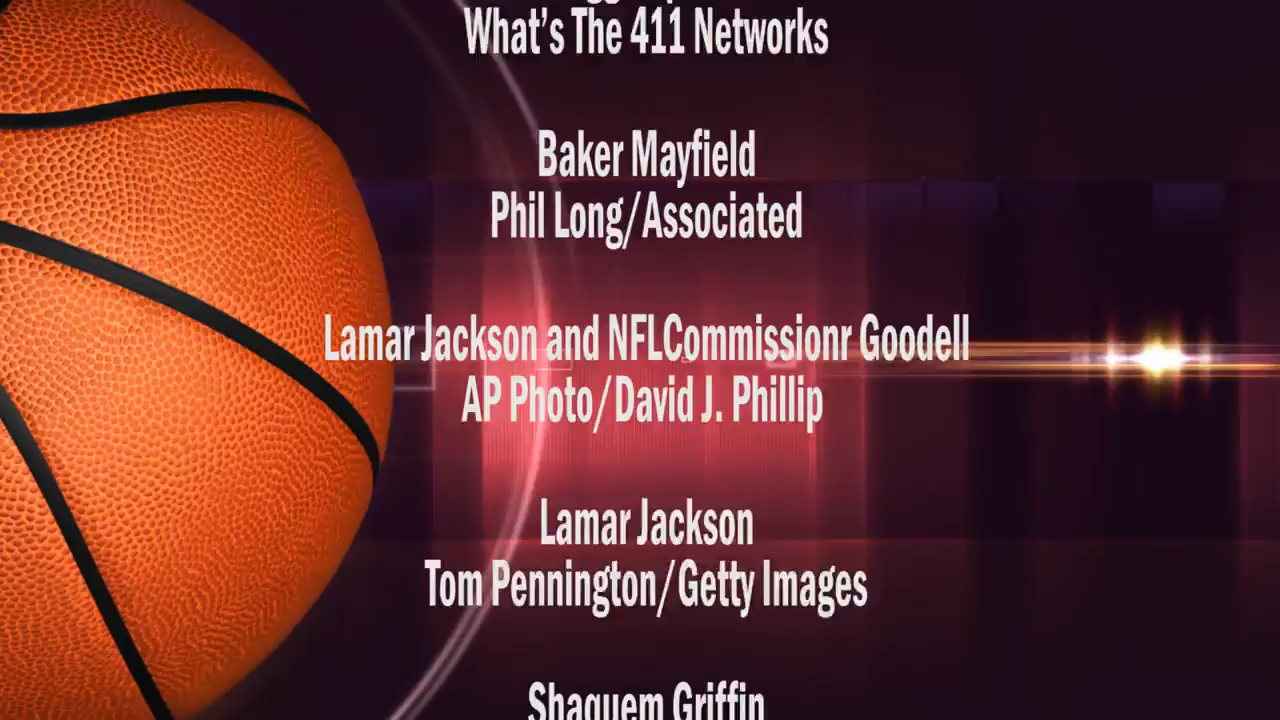 What's The 411 Networks
Baker Mayfield
Phil Long/Associated
Lamar Jackson and NFLCommissionr Goodell
AP Photo/David J. Phillip
Lamar Jackson
Tom Pennington/Getty Images
Shaquem Griffin